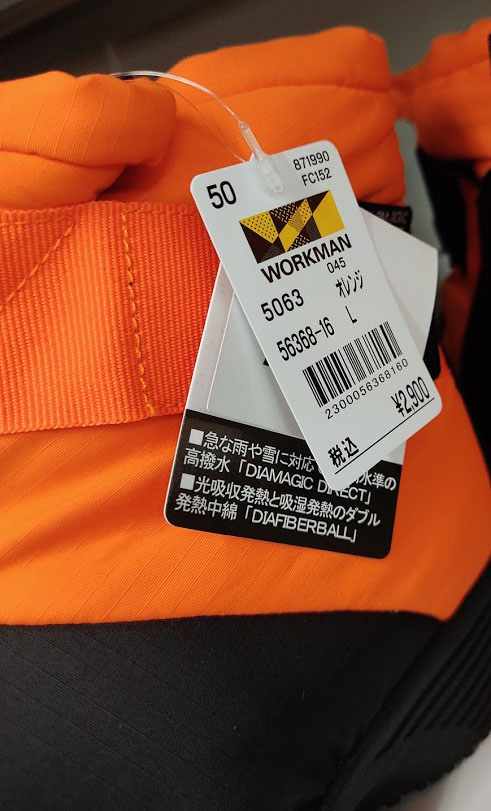 50
871990
FC152
WORKMAN
045
5063 オレンジ
56368-16 L
2300056368160
¥2,900
税込
■急な雨や雪に対応 水準の
高撥水「DIAMAGIC DIRECT」
■光吸収発熱と吸湿発熱のダブル
発熱中綿「DIAFIBERBALL」